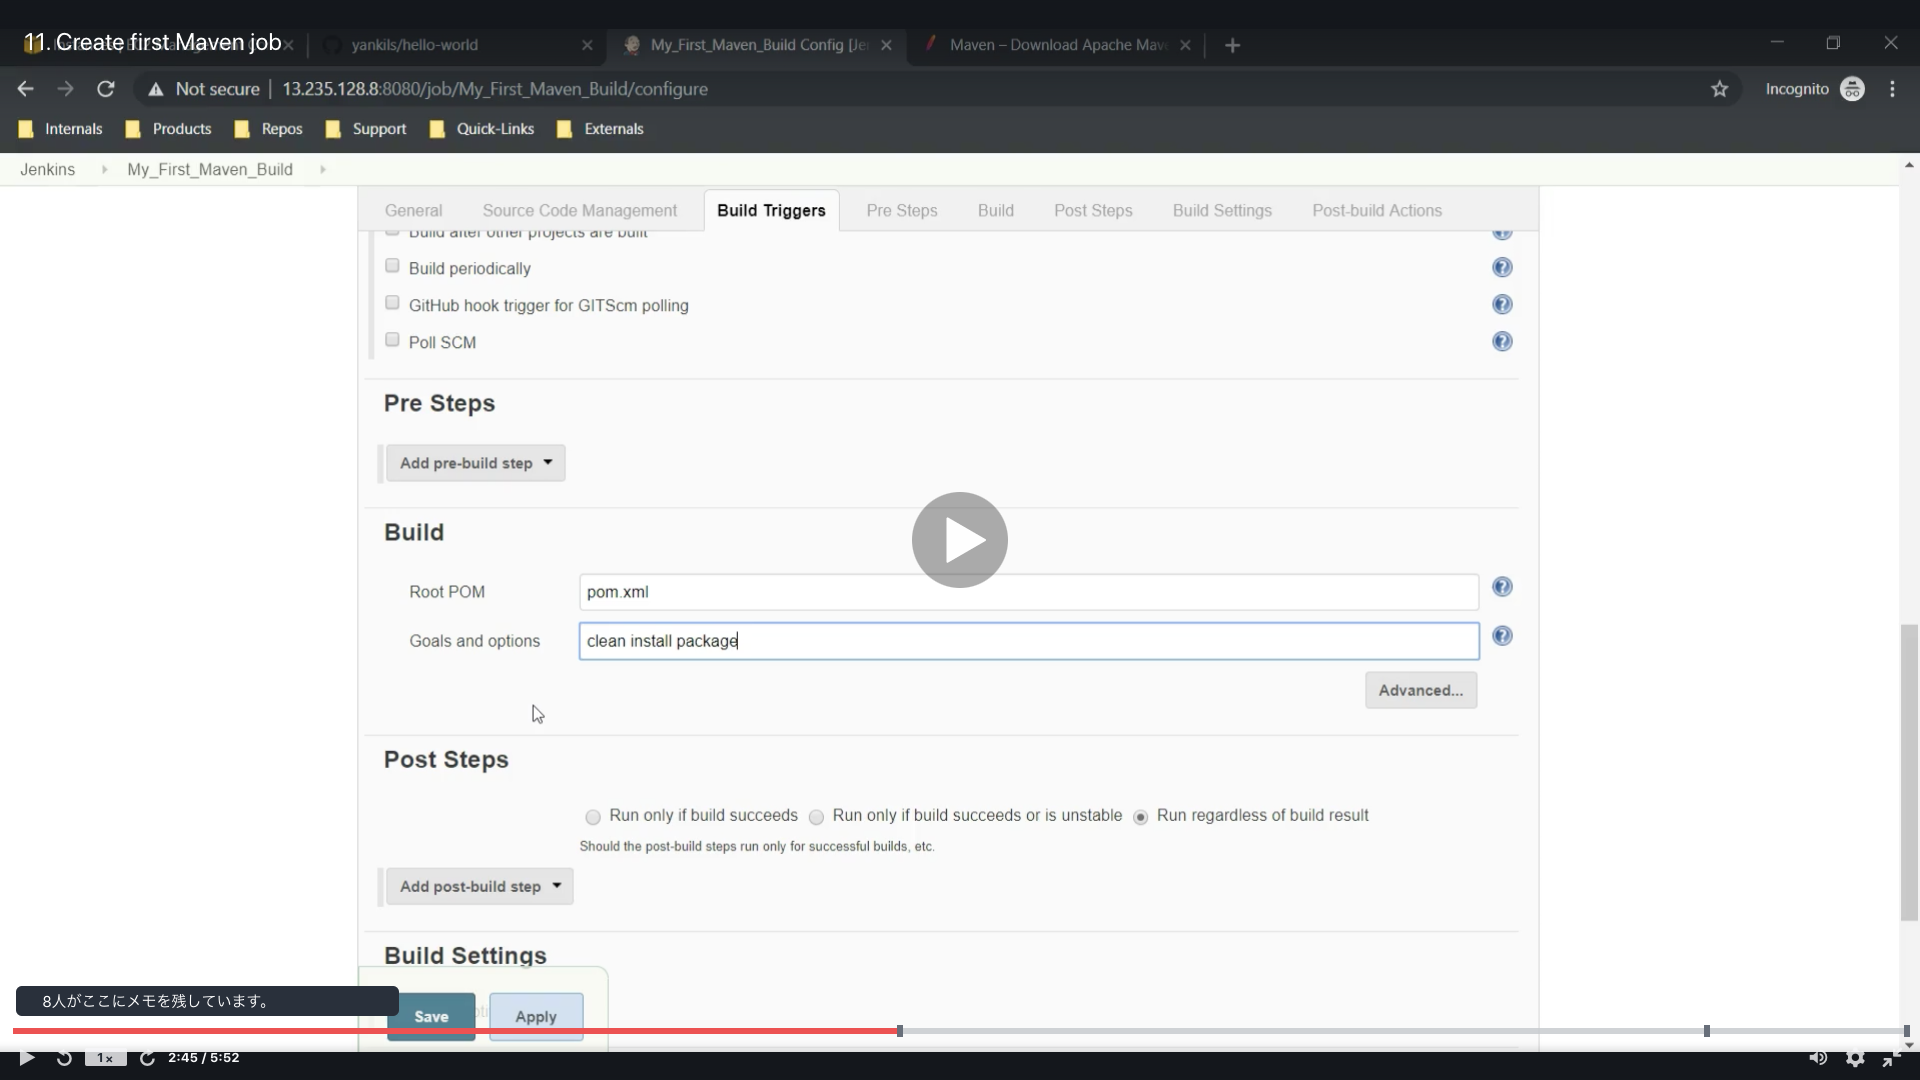 11. Create first Maven job
yankils/hello-world
My_First_Maven_Build Config [Je
Maven – Download Apache Mav
Not secure
13.235.128.8:8080/job/My_First_Maven_Build/configure
Incognito
Internals
Products
Repos
Support
Quick-Links
Externals
Jenkins
My_First_Maven_Build
General
Source Code Management
Build Triggers
Pre Steps
Build
Post Steps
Build Settings
Post-build Actions
Build after other projects are built
Build periodically
GitHub hook trigger for GITScm polling
Poll SCM
Pre Steps
Add pre-build step
Build
Root POM
pom.xml
Goals and options
clean install package
Advanced...
Post Steps
Run only if build succeeds
Run only if build succeeds or is unstable
Run regardless of build result
Should the post-build steps run only for successful builds, etc.
Add post-build step
Build Settings
8人がここにメモを残しています。
Save
Apply
1x
2:45 / 5:52